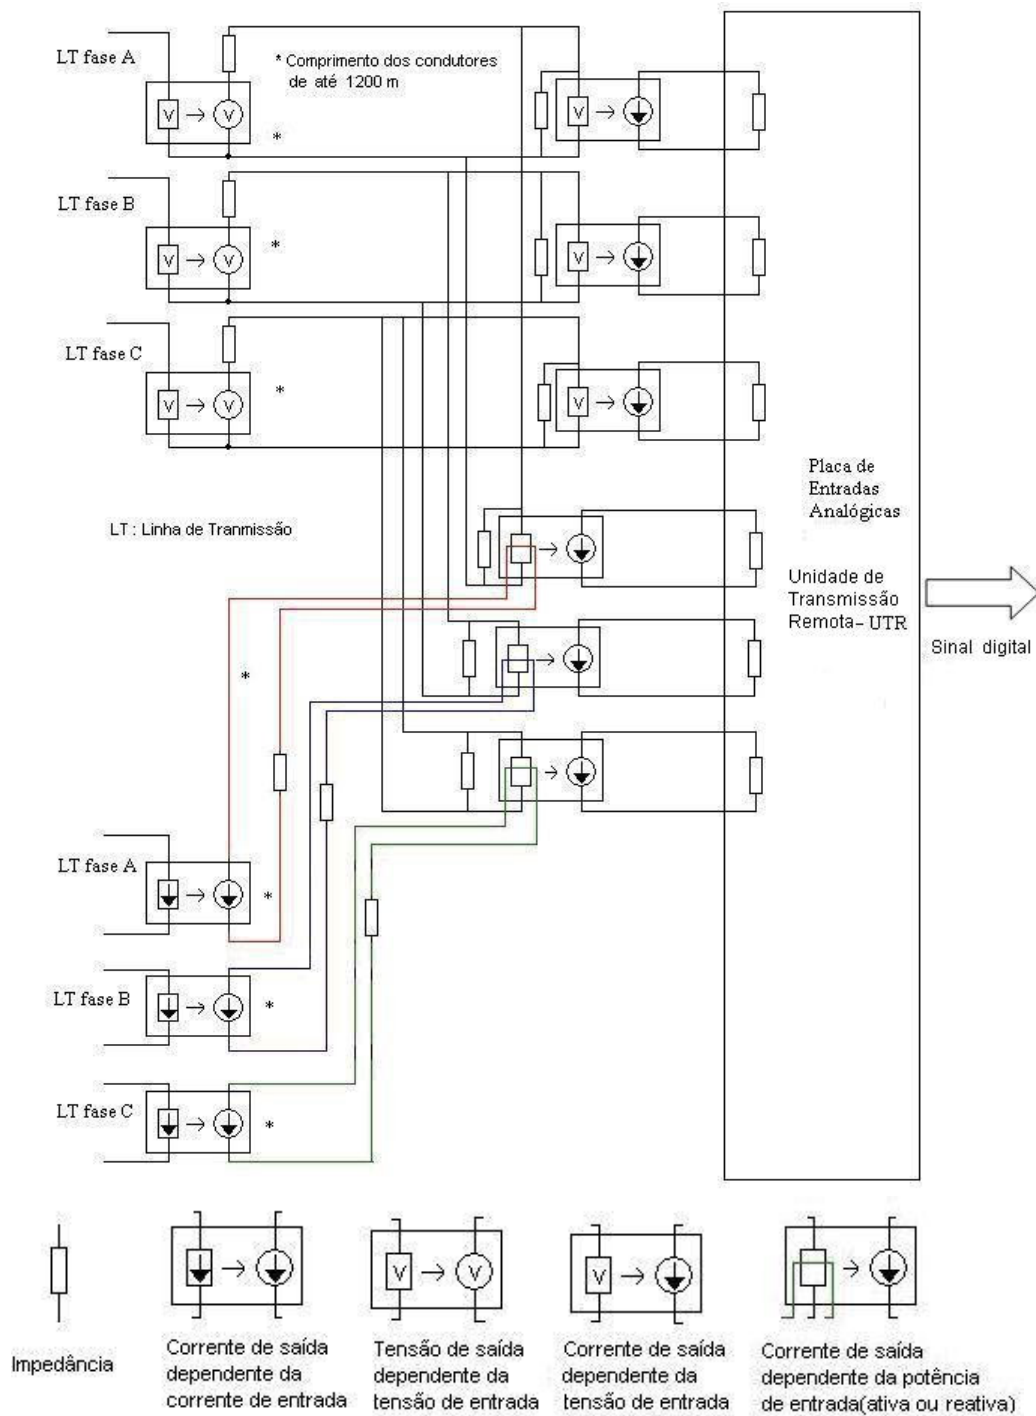 LT fase A
* Comprimento dos condutores
de até 1200 m
V
V
*
V
LT fase B
V
V
*
V
LT fase C
V
V
*
V
Placa de
Entradas
Analógicas
LT : Linha de Tranmissão
Unidade de
Transmissão
Remota- UTR
Sinal digital
*
LT fase A
*
LT fase B
*
LT fase C
*
V
V
V
Impedância
Corrente de saída
dependente da
corrente de entrada
Tensão de saída
dependente da
tensão de entrada
Corrente de saída
dependente da
tensão de entrada
Corrente de saída
dependente da potência
de entrada(ativa ou reativa)